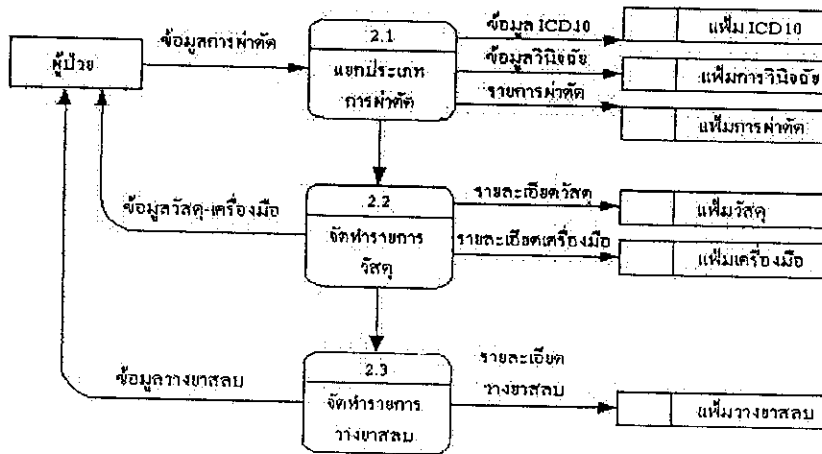 ผู้ป่วย
ข้อมูลการผ่าตัด
2.1
แยกประเภท
การผ่าตัด
ข้อมูล ICD10
ข้อมูลวินิจฉัย
รายการผ่าตัด
แฟ้ม ICD10
แฟ้มการวินิจฉัย
แฟ้มการผ่าตัด
ข้อมูลวัสดุ-เครื่องมือ
2.2
จัดทำรายการ
วัสดุ
รายละเอียดวัสดุ
รายละเอียดเครื่องมือ
แฟ้มวัสดุ
แฟ้มเครื่องมือ
ข้อมูลวางยาสลบ
2.3
จัดทำรายการ
วางยาสลบ
รายละเอียด
วางยาสลบ
แฟ้มวางยาสลบ